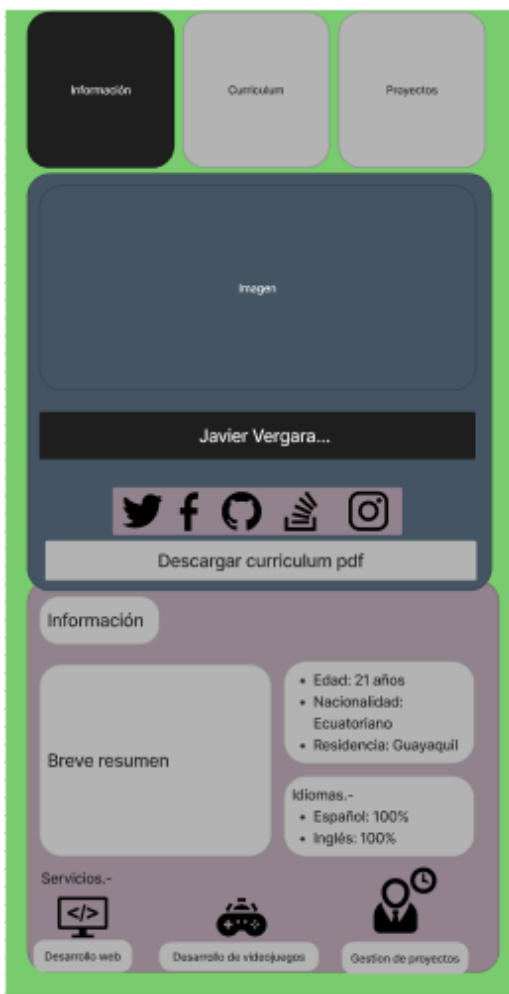 Información
Curriculum
Proyectos
Imagen
Javier Vergara...
Descargar curriculum pdf
Información
Breve resumen
• Edad: 21 años
• Nacionalidad:
Ecuatoriano
• Residencia: Guayaquil
Idiomas.-
• Español: 100%
• Inglés: 100%
Servicios.-
</>
Desarrollo web
Desarrollo de videojuegos
Gestion de proyectos